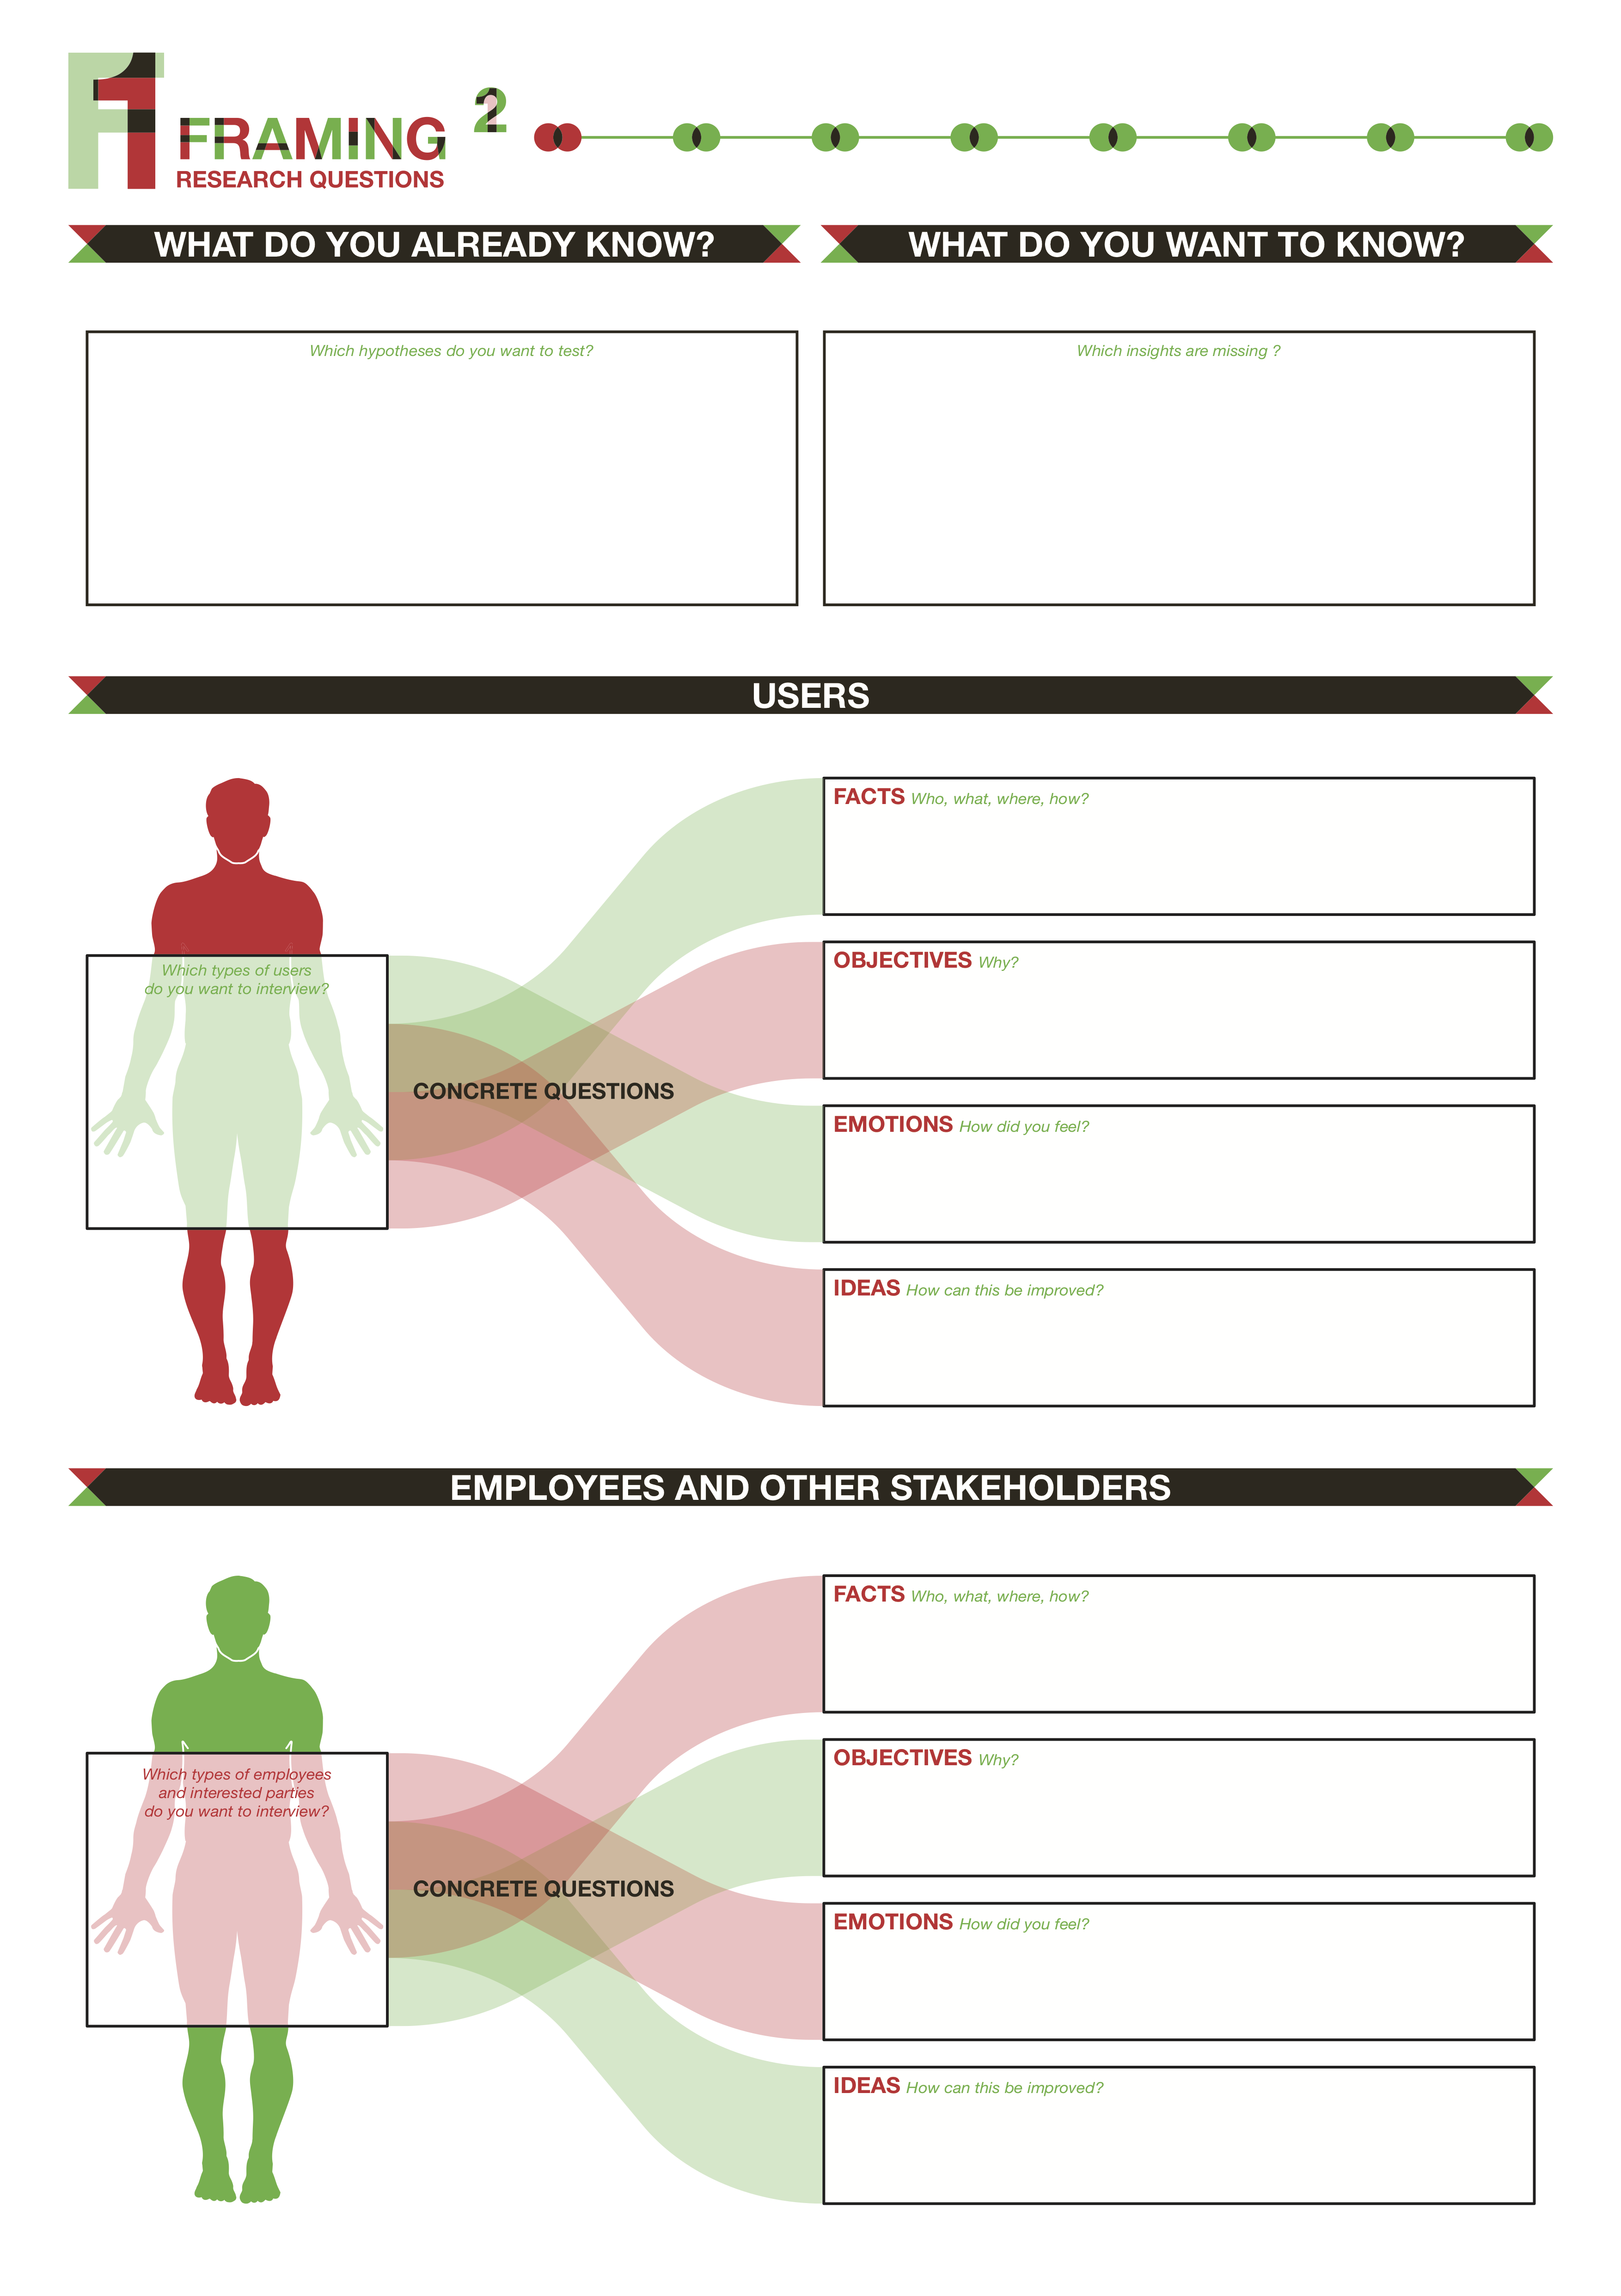 F1
FRAMING
RESEARCH QUESTIONS
WHAT DO YOU ALREADY KNOW?
WHAT DO YOU WANT TO KNOW?
Which hypotheses do you want to test?
Which insights are missing ?
USERS
Which types of users
do you want to interview?
CONCRETE QUESTIONS
FACTS Who, what, where, how?
OBJECTIVES Why?
EMOTIONS How did you feel?
IDEAS How can this be improved?
EMPLOYEES AND OTHER STAKEHOLDERS
Which types of employees
and interested parties
do you want to interview?
CONCRETE QUESTIONS
FACTS Who, what, where, how?
OBJECTIVES Why?
EMOTIONS How did you feel?
IDEAS How can this be improved?